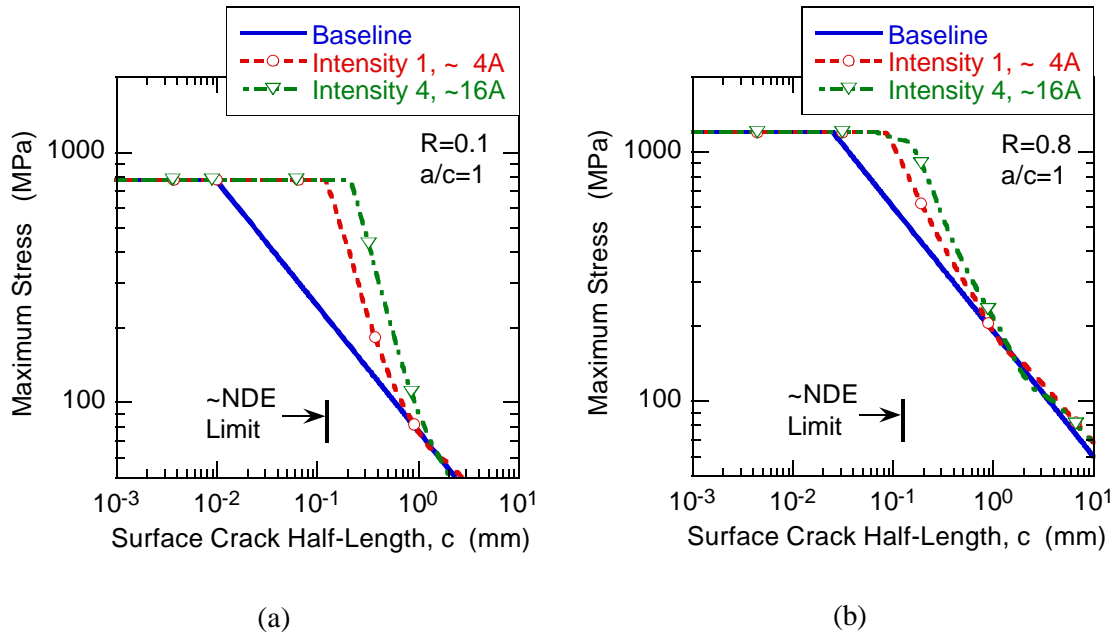 Baseline
Intensity 1, ~ 4A
Intensity 4, ~16A
R=0.1
a/c=1
1000
100
Maximum Stress (MPa)
~NDE
Limit
10-3 10-2 10-1 100 101
Surface Crack Half-Length, c (mm)
(a)
Baseline
Intensity 1, ~ 4A
Intensity 4, ~16A
R=0.8
a/c=1
1000
100
Maximum Stress (MPa)
~NDE
Limit
10-3 10-2 10-1 100 101
Surface Crack Half-Length, c (mm)
(b)